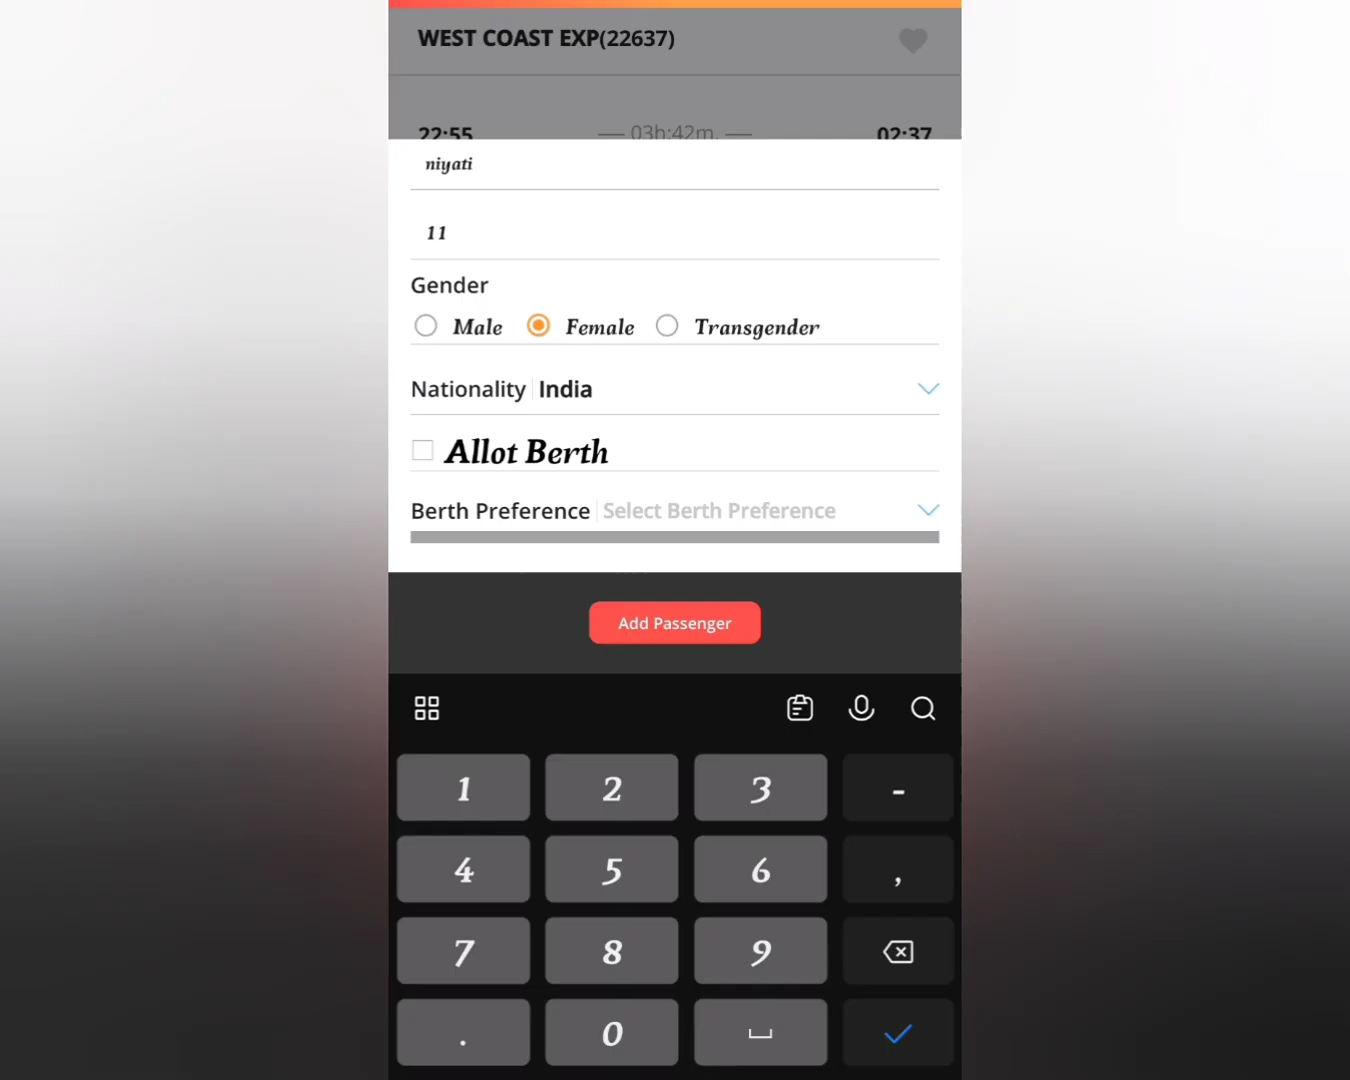 WEST COAST EXP(22637)
22:55 03h:42m. 02:37
niyati
11
Gender
Male Female Transgender
Nationality India
Allot Berth
Berth Preference Select Berth Preference
Add Passenger
1 2 3 -
4 5 6 ,
7 8 9
. 0